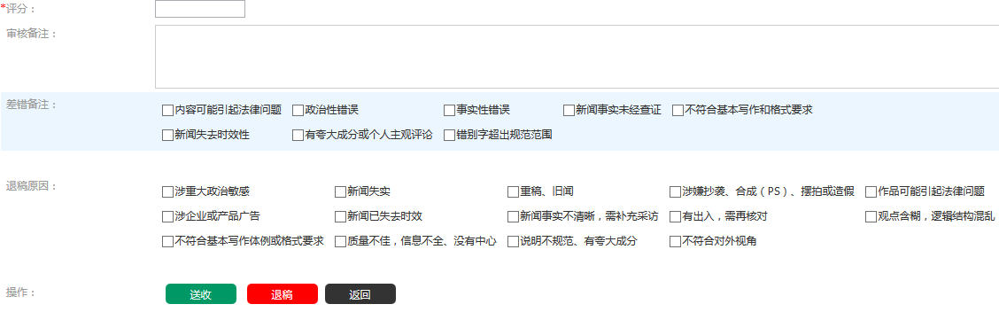 *评分：
审核备注：
差错备注： 内容可能引起法律问题 政治性错误 事实性错误 新闻事实未经查证 不符合基本写作和格式要求
新闻失去时效性 有夸大成分或个人主观评论 错别字超出规范范围
退稿原因： 涉重大政治敏感 新闻失实 重稿、旧闻 涉嫌抄袭、合成（PS）、摆拍或造假 作品可能引起法律问题
涉企业或产品广告 新闻已失去时效 新闻事实不清晰，需补充采访 有出入，需再核对 观点含糊，逻辑结构混乱
不符合基本写作体例或格式要求 质量不佳，信息不全、没有中心 说明不规范、有夸大成分 不符合对外视角
操作： 送收 退稿 返回